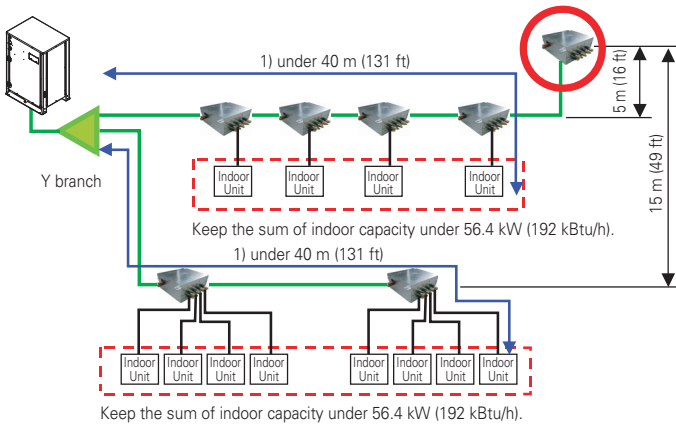 1) under 40 m (131 ft)
5 m (16 ft)
15 m (49 ft)
Y branch
Indoor
Unit
Indoor
Unit
Indoor
Unit
Indoor
Unit
Keep the sum of indoor capacity under 56.4 kW (192 kBtu/h).
1) under 40 m (131 ft)
Indoor
Unit
Indoor
Unit
Indoor
Unit
Indoor
Unit
Indoor
Unit
Indoor
Unit
Indoor
Unit
Indoor
Unit
Keep the sum of indoor capacity under 56.4 kW (192 kBtu/h).